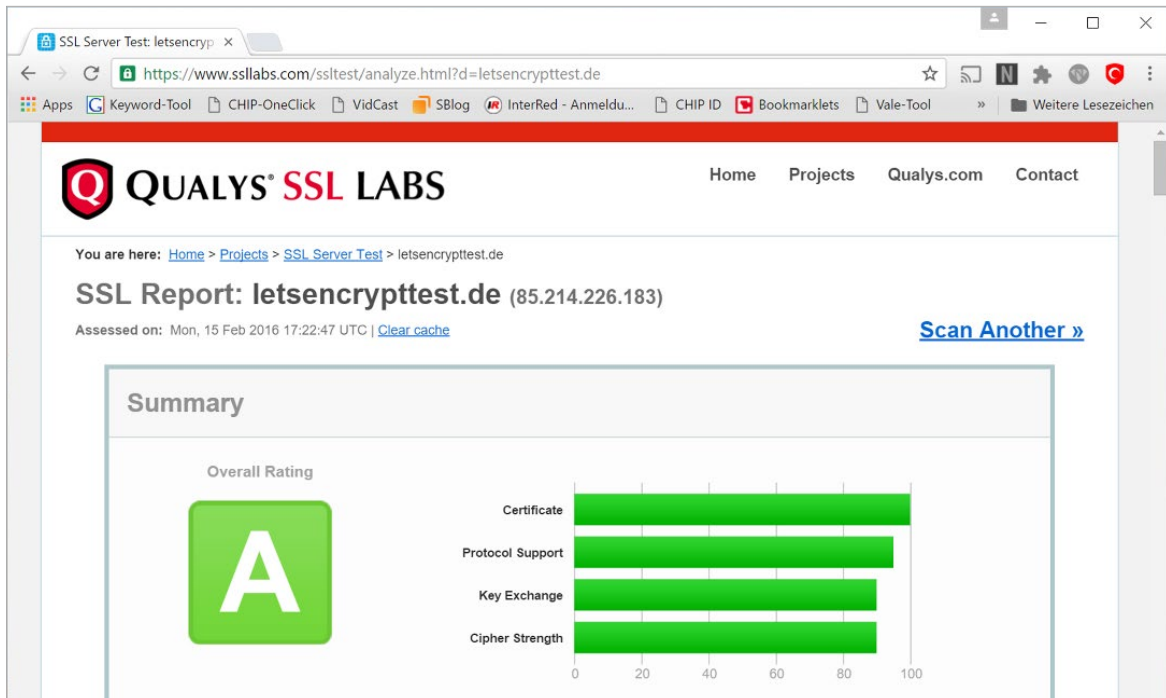 SSL Server Test: letsencryp
https://www.ssllabs.com/ssltest/analyze.html?d=letsencrypttest.de
Apps Keyword-Tool CHIP-OneClick VidCast SBlog InterRed - Anmeldu... CHIP ID Bookmarklets Vale-Tool » Weitere Lesezeichen
QUALYS® SSL LABS
Home Projects Qualys.com Contact
You are here: Home > Projects > SSL Server Test > letsencrypttest.de
SSL Report: letsencrypttest.de (85.214.226.183)
Assessed on: Mon, 15 Feb 2016 17:22:47 UTC | Clear cache
Scan Another »
Summary
Overall Rating
A
Certificate
Protocol Support
Key Exchange
Cipher Strength
0 20 40 60 80 100